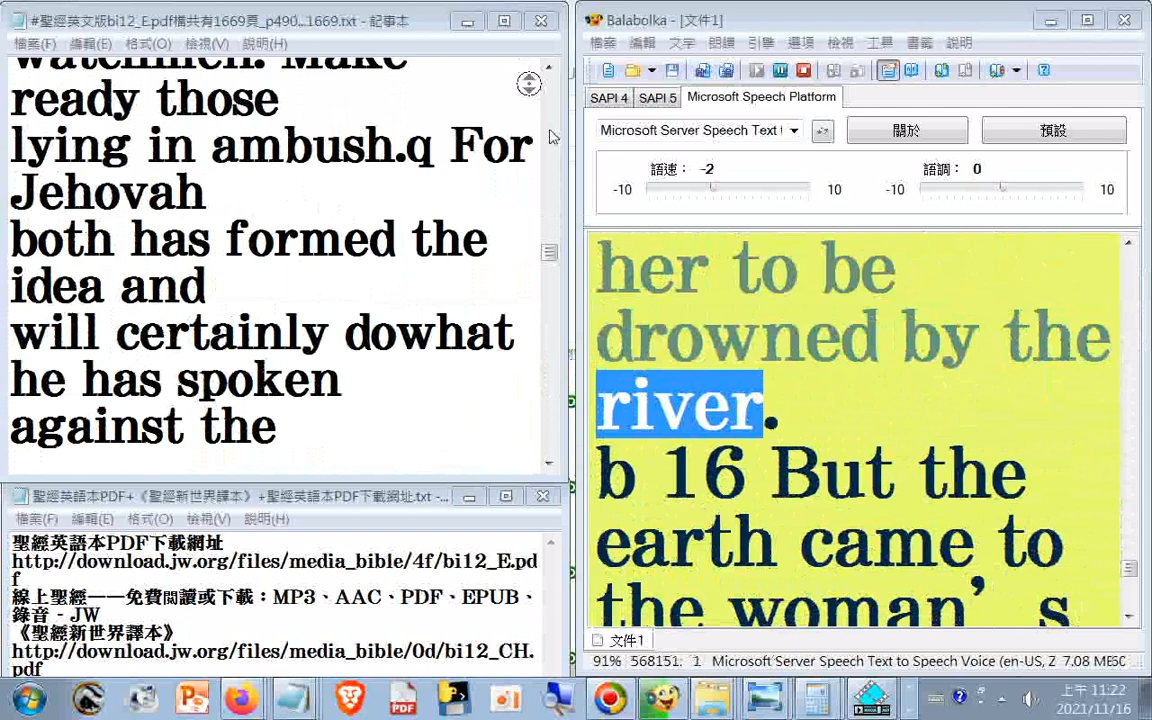 #聖經英文版bi12_E.pdf橫共有1669頁_p490,..1669.txt - 記事本
檔案(F) 編輯(E) 格式(O) 檢視(V) 說明(H)
watchmen. Make
ready those
lying in ambush.q For
Jehovah
both has formed the
idea and
will certainly dowhat
he has spoken
against the
聖經英語本PDF+《聖經新世界譯本》+聖經英語本PDF下載網址.txt - ...
檔案(F) 編輯(E) 格式(O) 檢視(V) 說明(H)
聖經英語本PDF下載網址
http://download.jw.org/files/media_bible/4f/bi12_E.pd
f
線上聖經——免費閱讀或下載：MP3、AAC、PDF、EPUB、
錄音 - JW
《聖經新世界譯本》
http://download.jw.org/files/media_bible/0d/bi12_CH.
pdf
Balabolka - [文件1]
檔案 編輯 文字 朗讀 引擎 選項 檢視 工具 書籤 說明
SAPI 4 SAPI 5 Microsoft Speech Platform
Microsoft Server Speech Text 關於 預設
語速： -2 語調： 0
-10 10 -10 10
her to be
drowned by the
river.
b 16 But the
earth came to
the woman’s
文件1
91% 568151: 1 Microsoft Server Speech Text to Speech Voice (en-US, Z 7.08 МБ
PDF
上午 11:22
2021/11/16